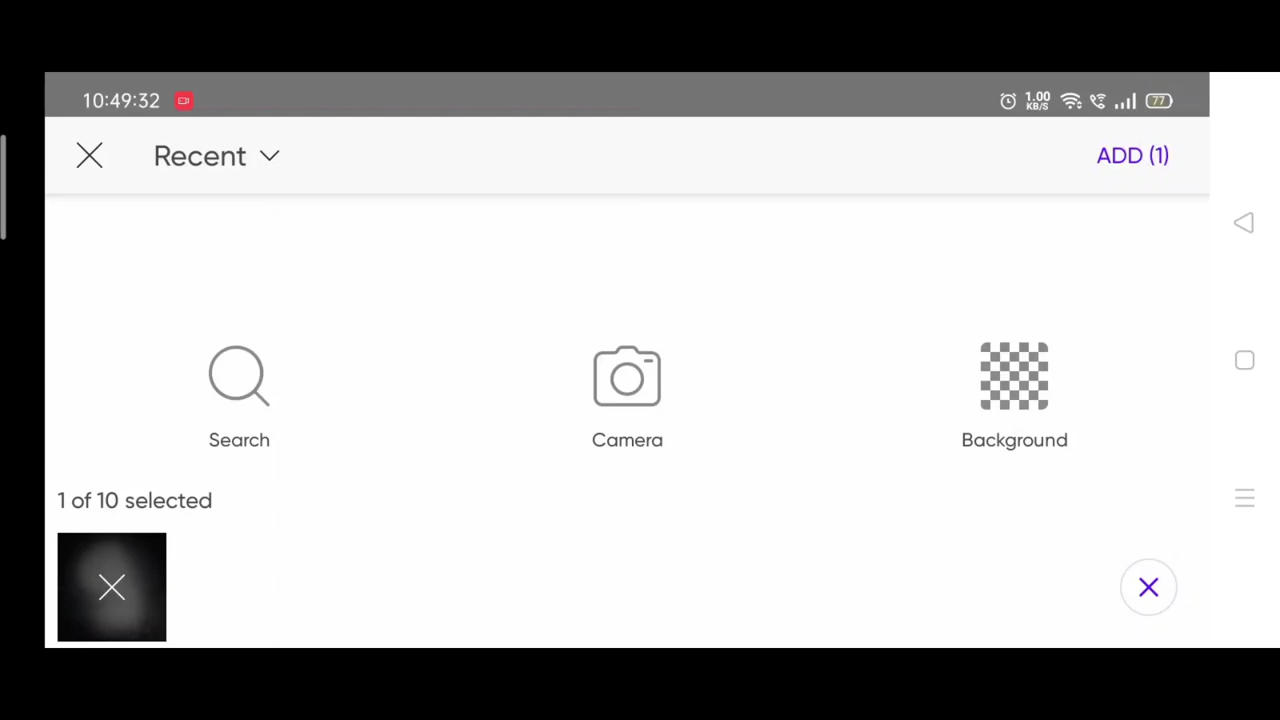 10:49:32 1.00 KB/S 77
Recent ADD (1)
Search Camera Background
1 of 10 selected